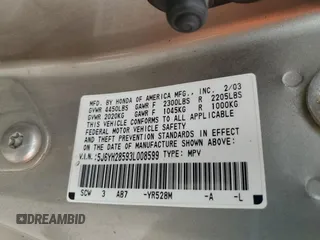 MFD. BY HONDA OF AMERICA MFG., INC. 2/03
GVWR 4450LBS GAWR F 2300LBS R 2205LBS
GVWR 2020KG GAWR F 1045KG R 1000KG
THIS VEHICLE CONFORMS TO ALL APPLICABLE
FEDERAL MOTOR VEHICLE SAFETY
AND THEFT PREVENTION STANDARDS IN EFFECT
ON THE DATE OF MANUFACTURE SHOWN ABOVE.
V.I.N.: 5J6YH28593L008599 TYPE: MPV
SCW 3 AB7 -YR528M -A -L
DREAMBID